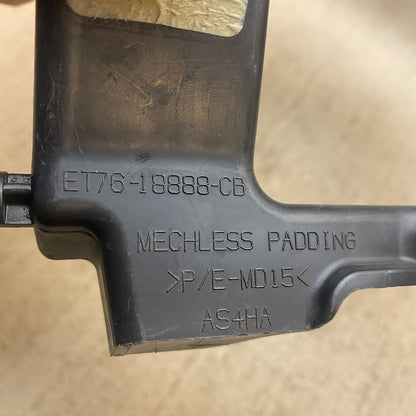 ET76-18888-CB
MECHLESS PADDING
>P/E-MD15<
AS4HA